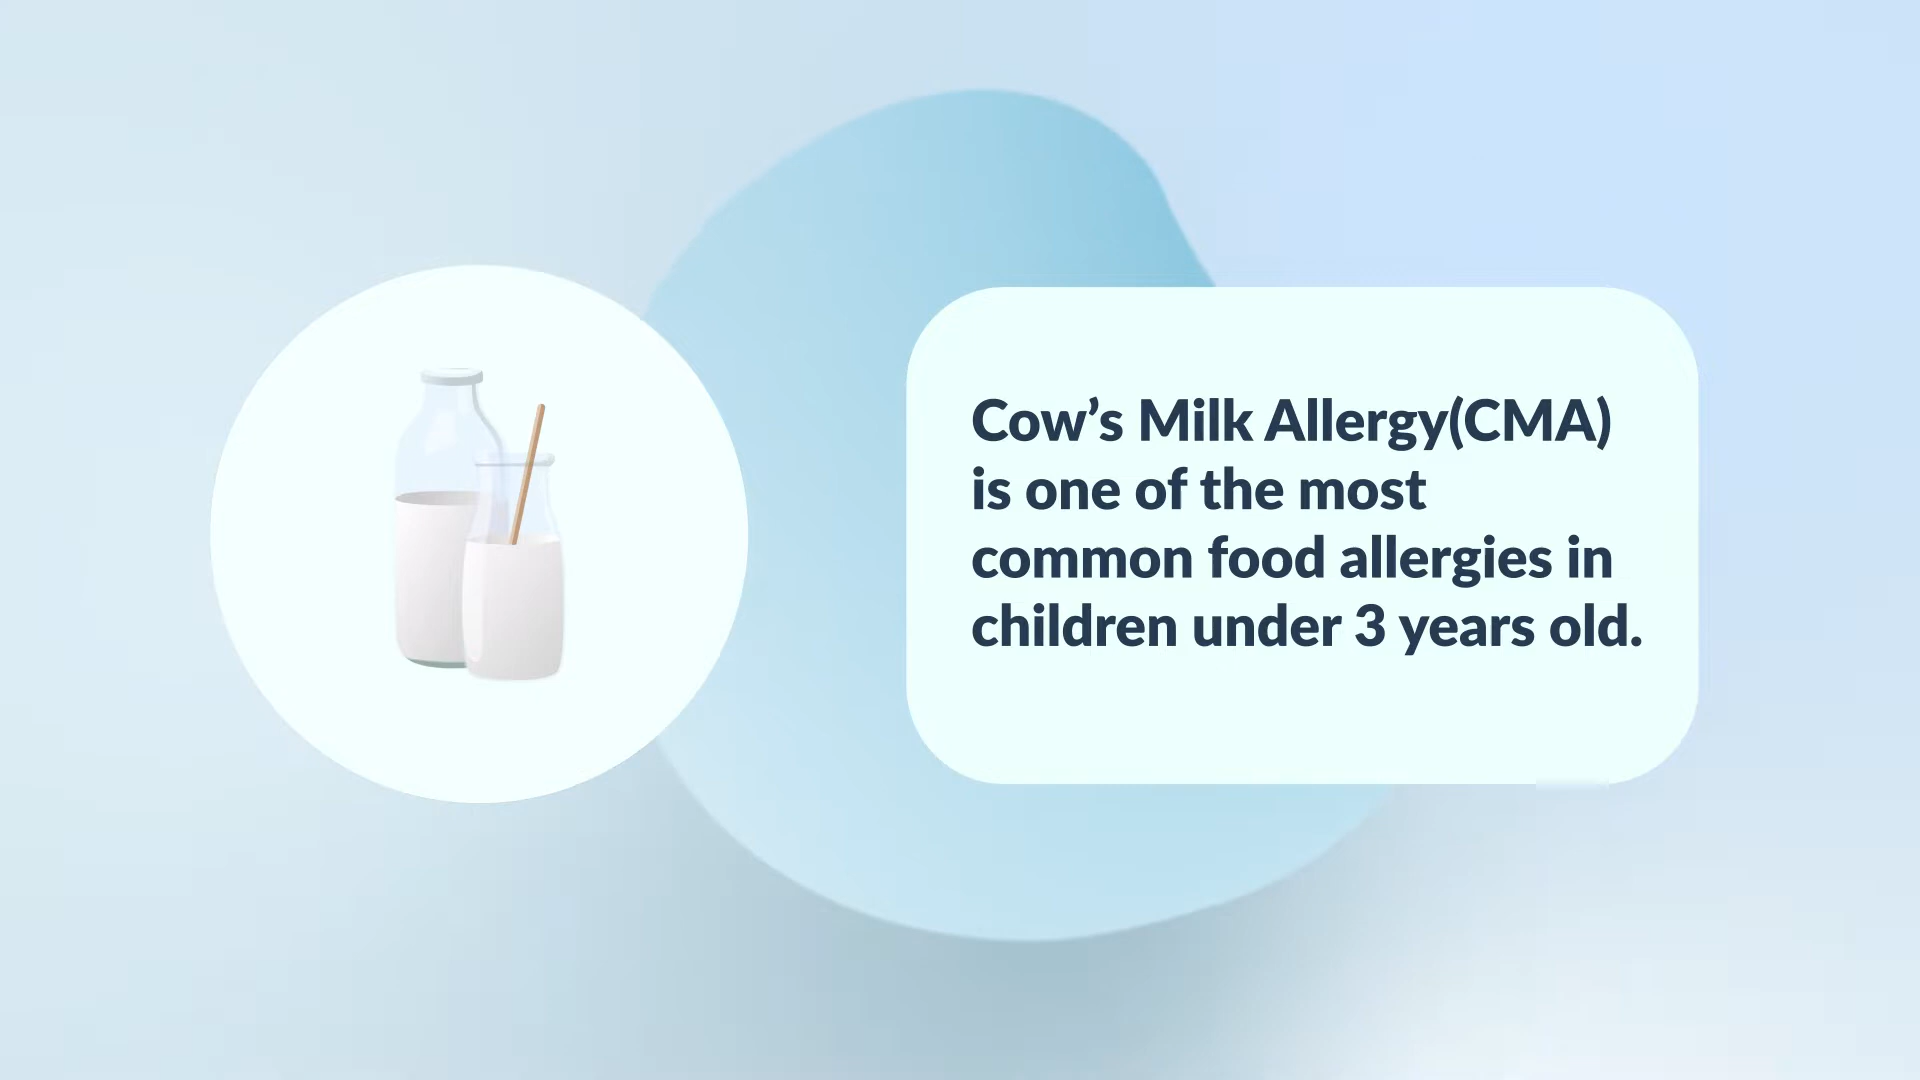 Cow’s Milk Allergy(CMA)
is one of the most
common food allergies in
children under 3 years old.